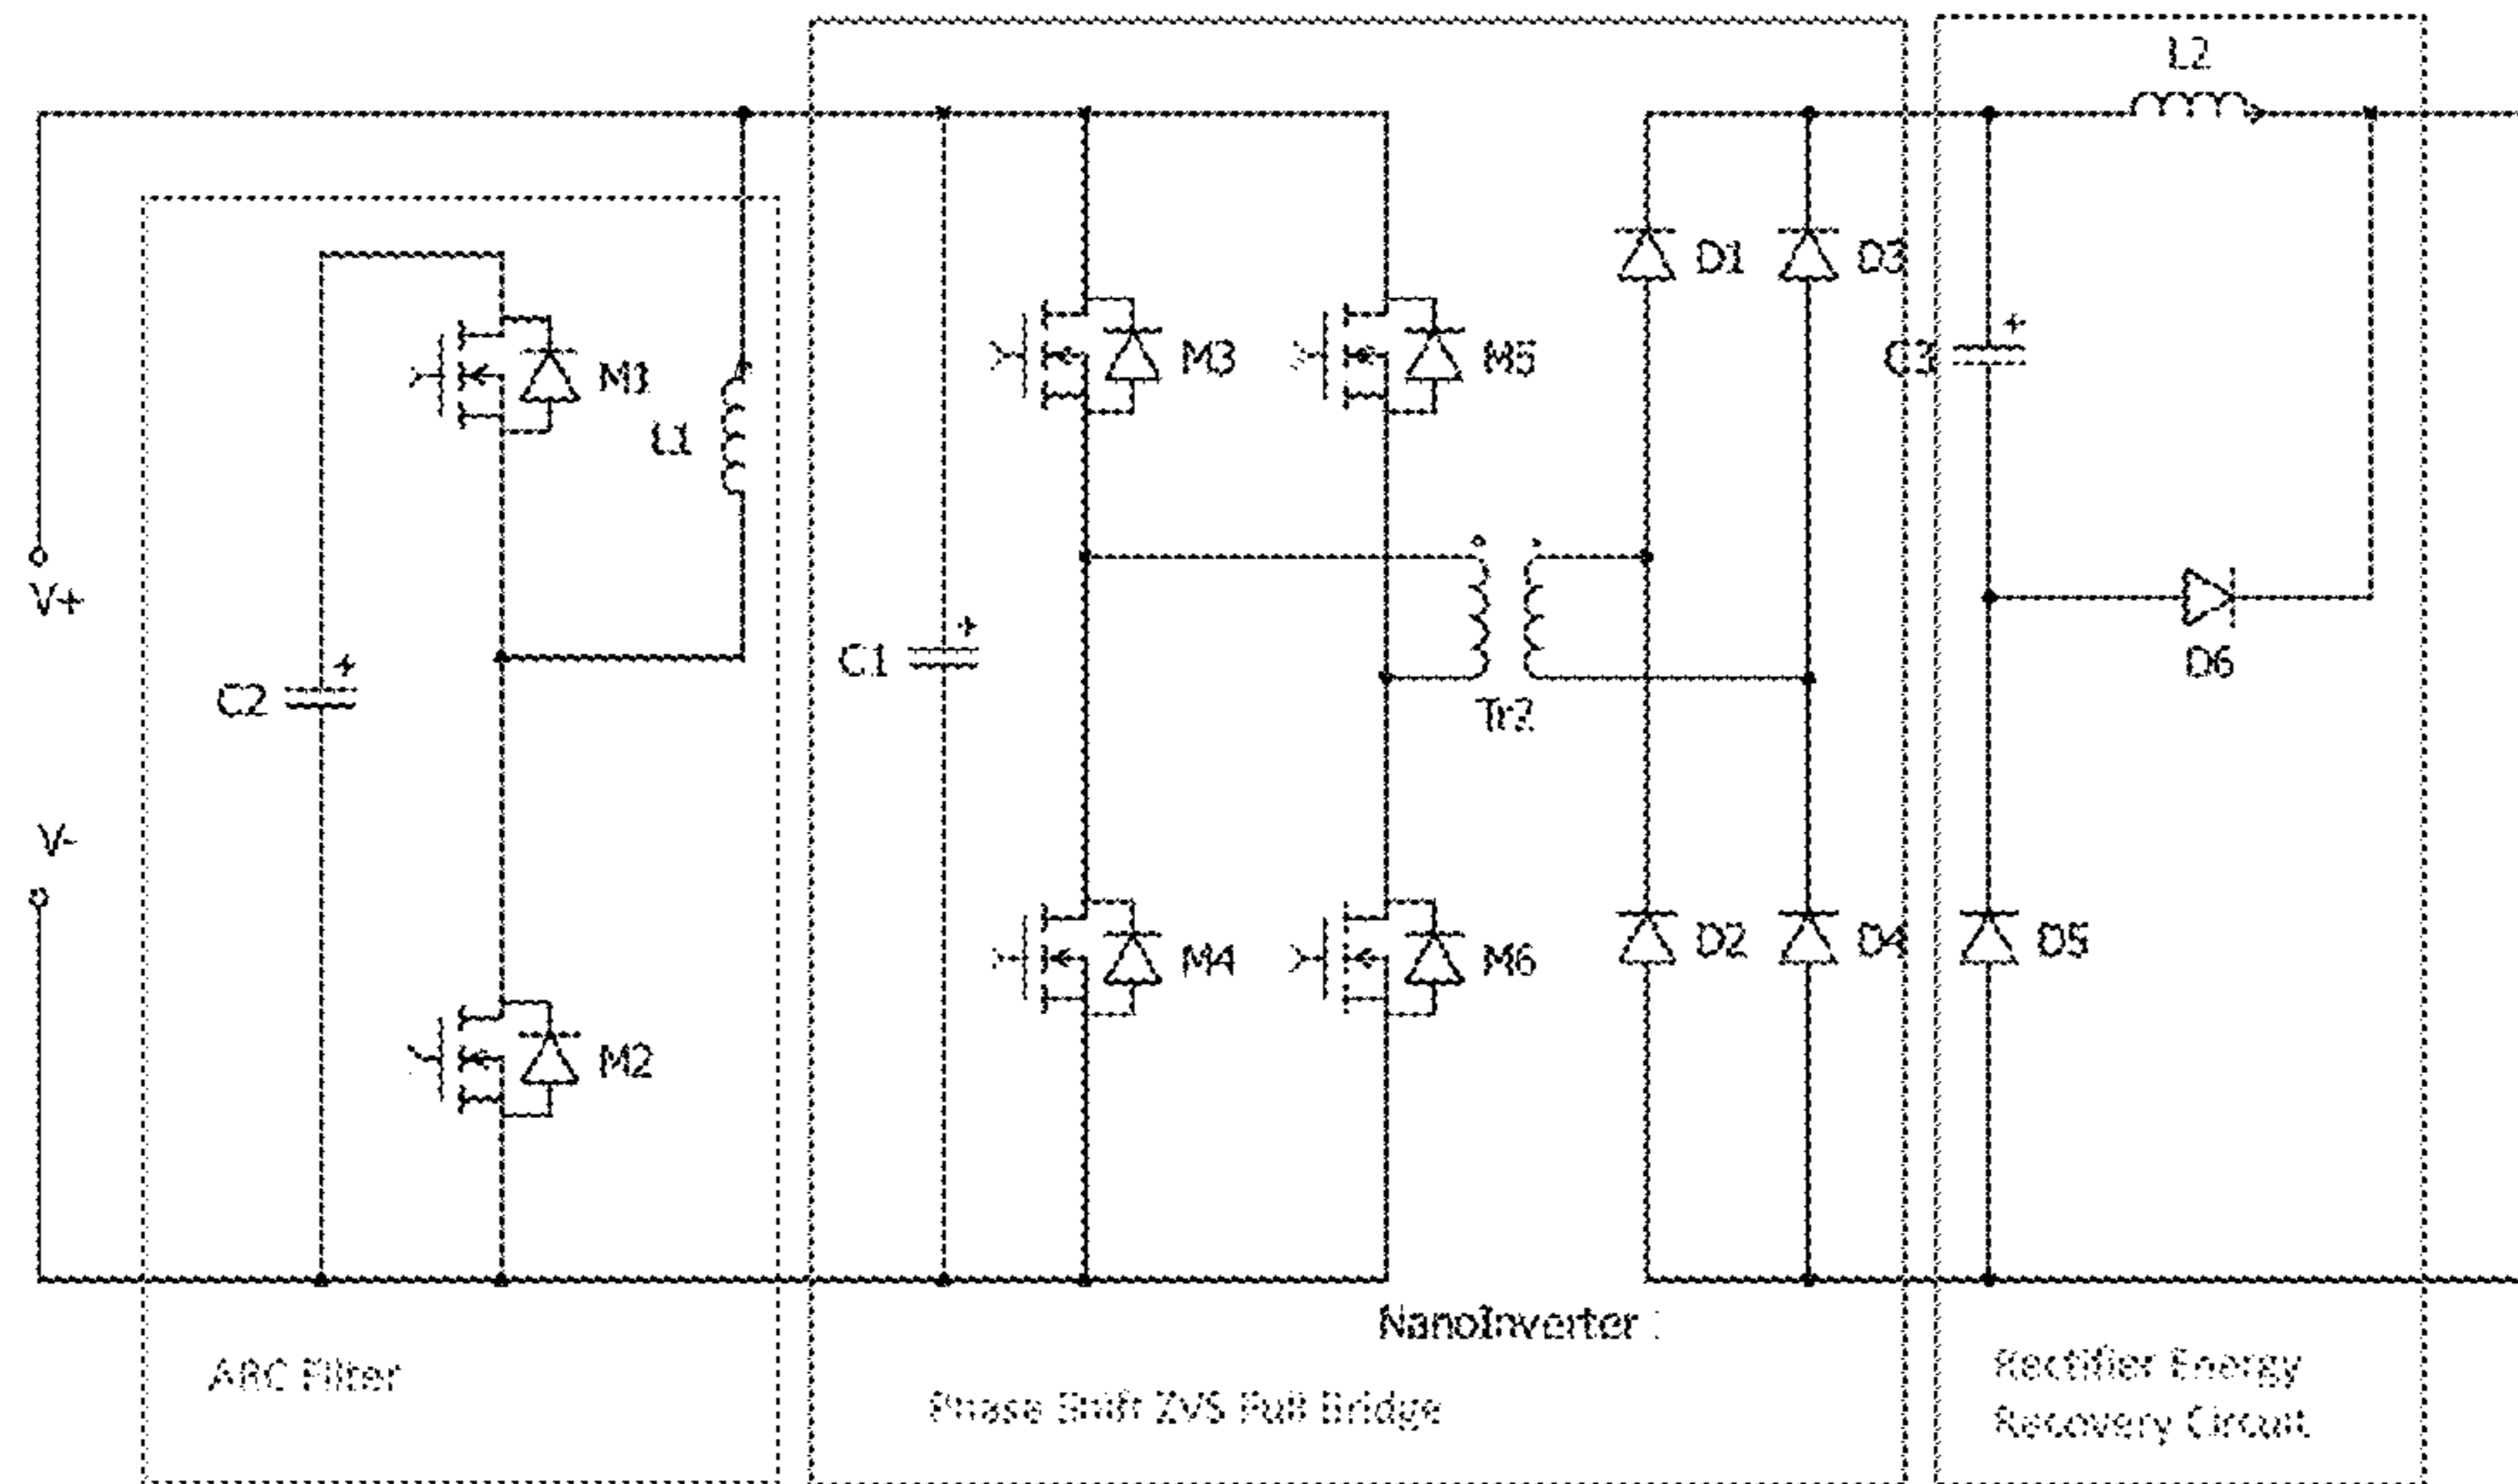 L2
D1
D3
M1
M3
M5
C3
L1
V+
C1
Tr2
D6
C2
V-
M4
M6
D2
D4
D5
M2
NanoInverter :
ARC Filter
Phase Shift ZVS Full Bridge
Rectifier Energy
Recovery Circuit